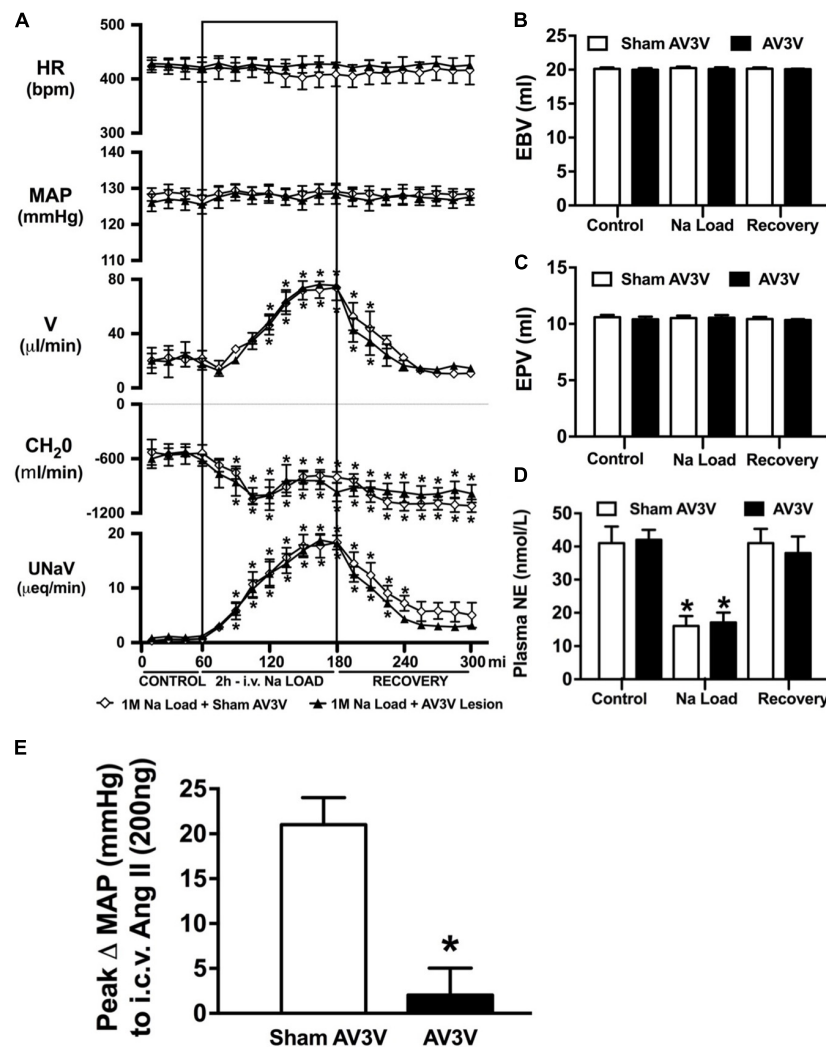 A
500
400
300
HR
(bpm)
140
130
120
110
MAP
(mmHg)
80
40
0
V
(μl/min)
0
-600
-1200
CH20
(ml/min)
20
10
0
UNaV
(μeq/min)
* * * * * * *
* * * * * * *
* * * * * * * * * * * * * * *
* * * * * * * * * * * * * * *
* * * * * * * * * * *
* * * * * * * * * *
0 60 120 180 240 300 mi
CONTROL 2h - i.v. Na LOAD RECOVERY
1M Na Load + Sham AV3V 1M Na Load + AV3V Lesion
B
Sham AV3V AV3V
25
20
15
10
5
0
EBV (ml)
Control Na Load Recovery
C
Sham AV3V AV3V
15
10
5
0
EPV (ml)
Control Na Load Recovery
D
Sham AV3V AV3V
50
40
30
20
10
0
Plasma NE (nmol/L)
* *
Control Na Load Recovery
E
25
20
15
10
5
0
Peak Δ MAP (mmHg)
to i.c.v. Ang II (200ng)
*
Sham AV3V AV3V